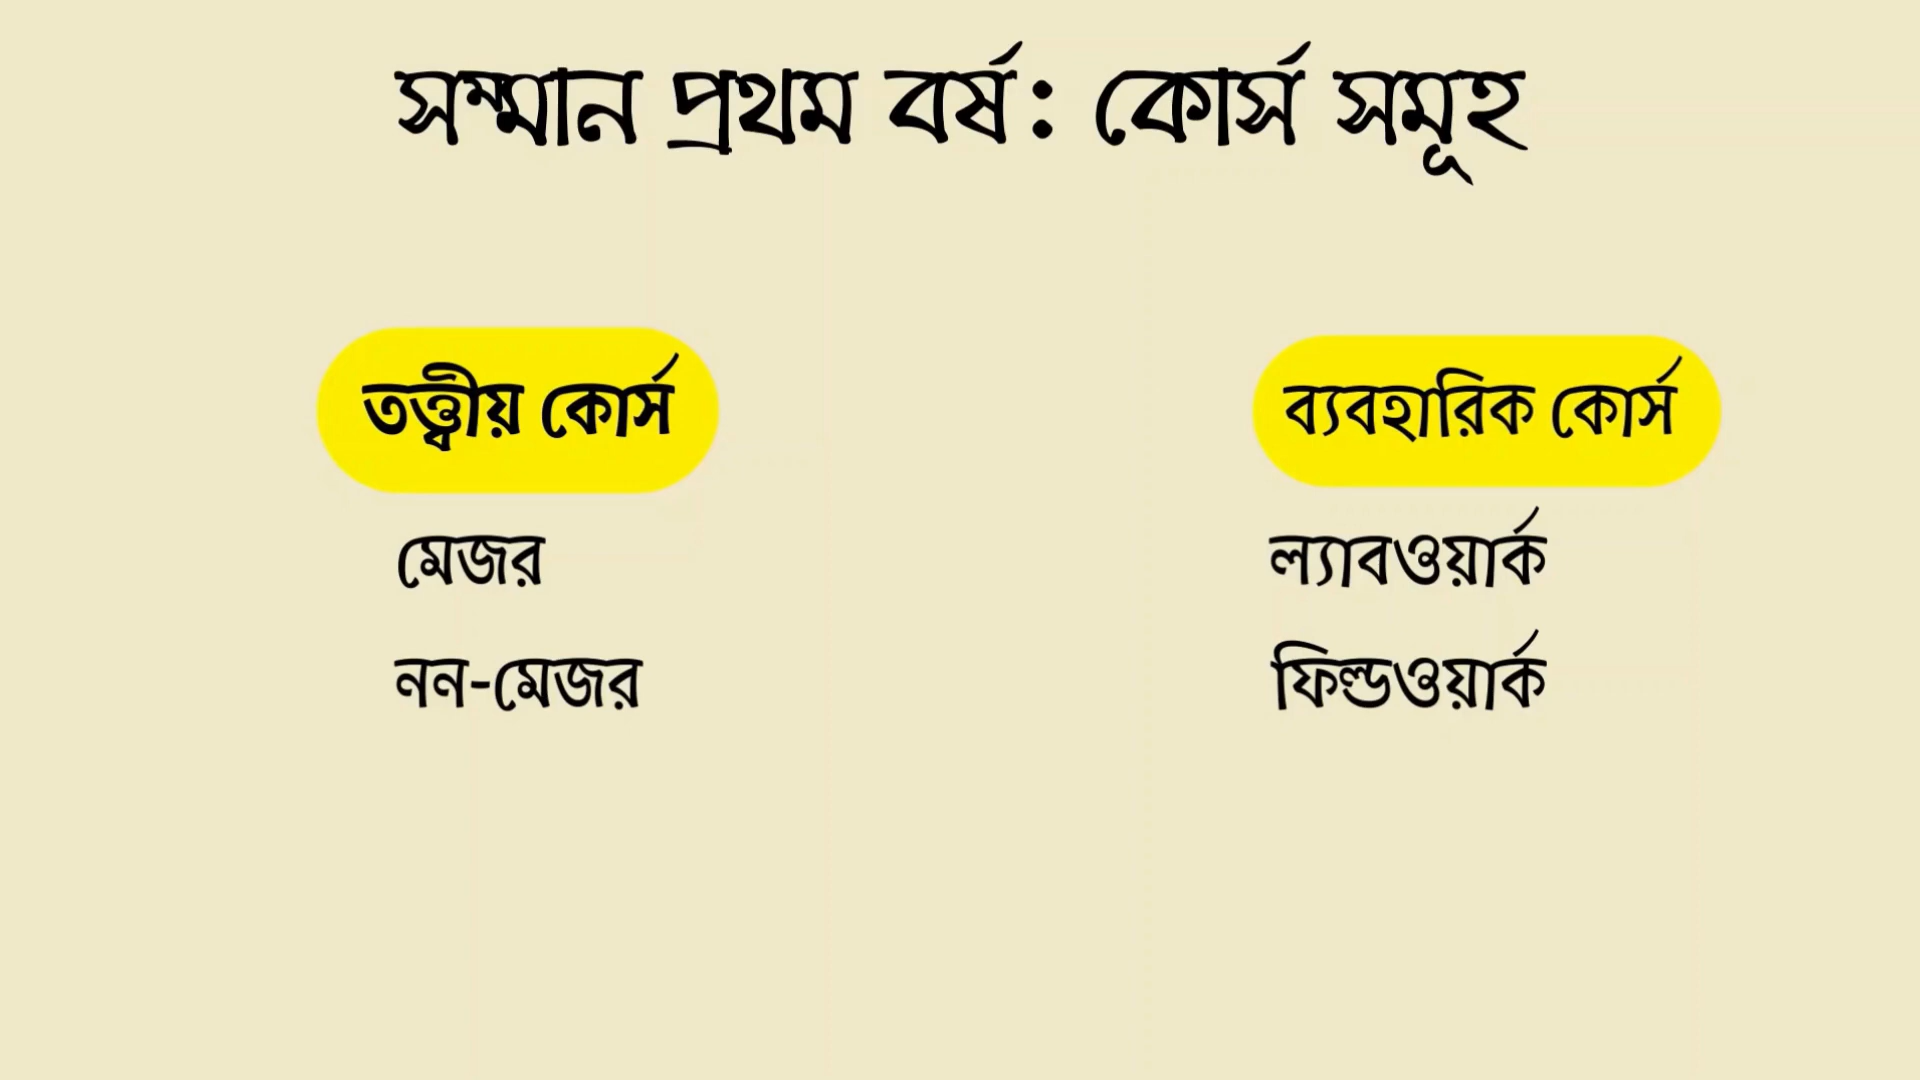 সম্মান প্রথম বর্ষ: কোর্স সমূহ
তত্ত্বীয় কোর্স
মেজর
নন-মেজর
ব্যবহারিক কোর্স
ল্যাবওয়ার্ক
ফিল্ডওয়ার্ক